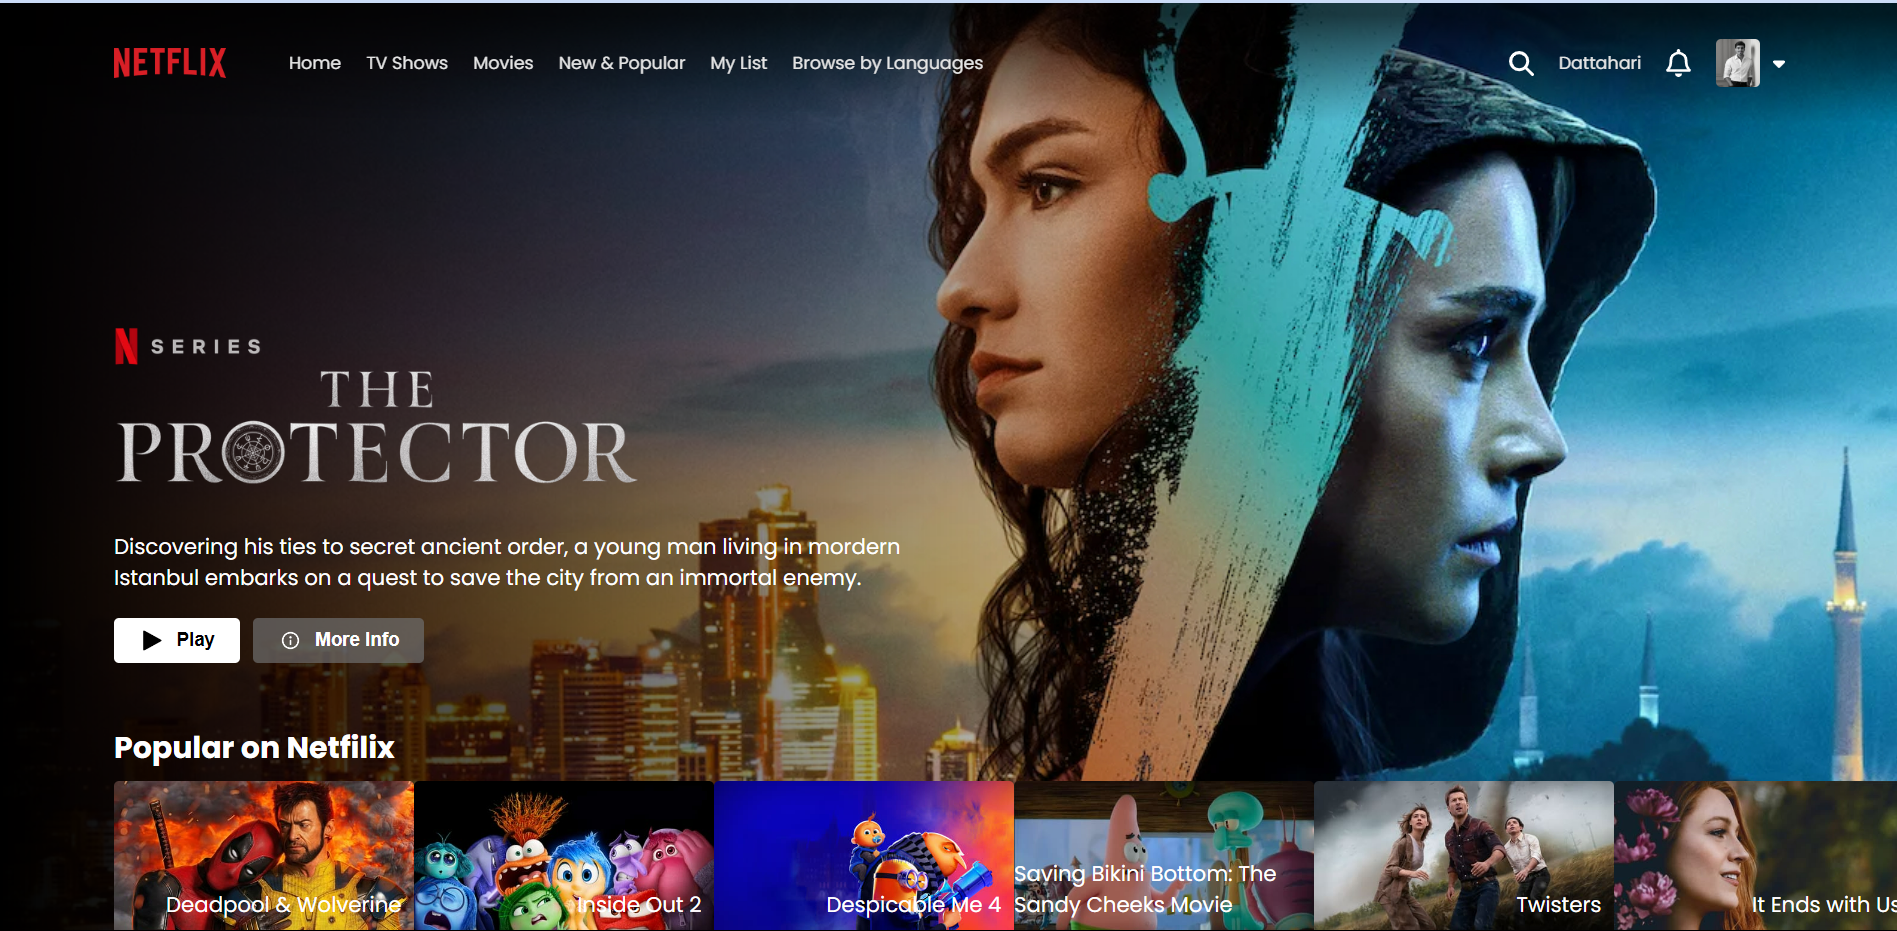 NETFLIX
Home TV Shows Movies New & Popular My List Browse by Languages
Dattahari
N SERIES
THE
PROTECTOR
Discovering his ties to secret ancient order, a young man living in mordern
Istanbul embarks on a quest to save the city from an immortal enemy.
Play More Info
Popular on Netfilix
Deadpool & Wolverine
Inside Out 2
Despicable Me 4
Saving Bikini Bottom: The
Sandy Cheeks Movie
Twisters
It Ends with Us